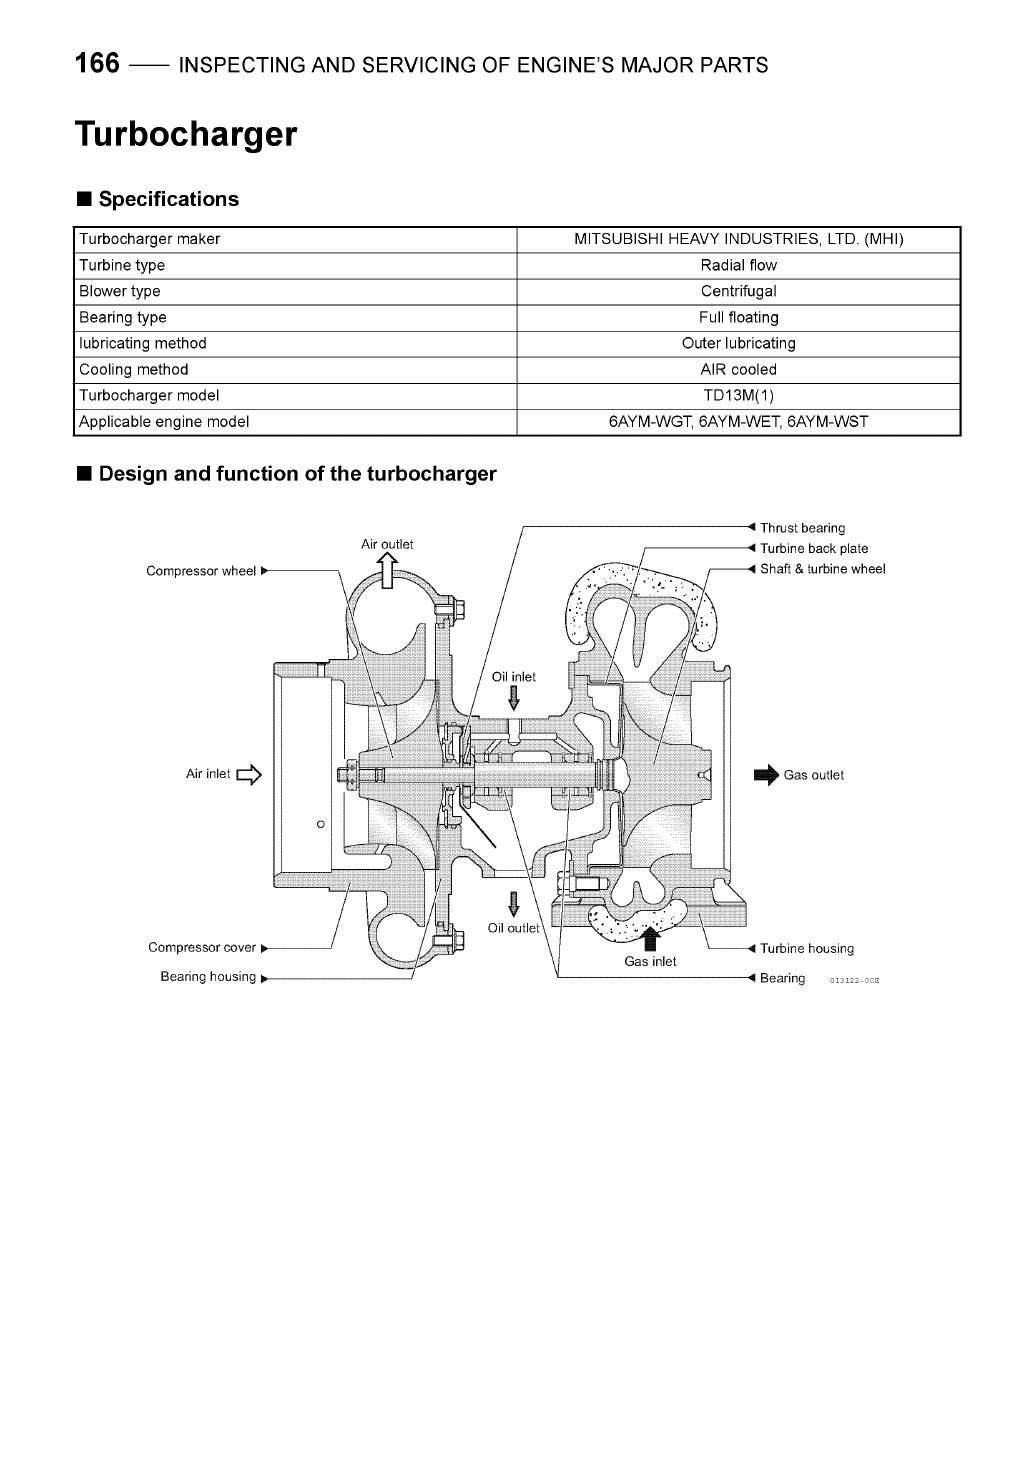 166 — INSPECTING AND SERVICING OF ENGINE'S MAJOR PARTS
Turbocharger
■ Specifications
Turbocharger maker MITSUBISHI HEAVY INDUSTRIES, LTD. (MHI)
Turbine type Radial flow
Blower type Centrifugal
Bearing type Full floating
lubricating method Outer lubricating
Cooling method AIR cooled
Turbocharger model TD13M(1)
Applicable engine model 6AYM-WGT, 6AYM-WET, 6AYM-WST
■ Design and function of the turbocharger
Thrust bearing
Air outlet
Turbine back plate
Compressor wheel
Shaft & turbine wheel
Oil inlet
Air inlet
Gas outlet
Oil outlet
Compressor cover
Turbine housing
Gas inlet
Bearing housing
Bearing
013122-00E